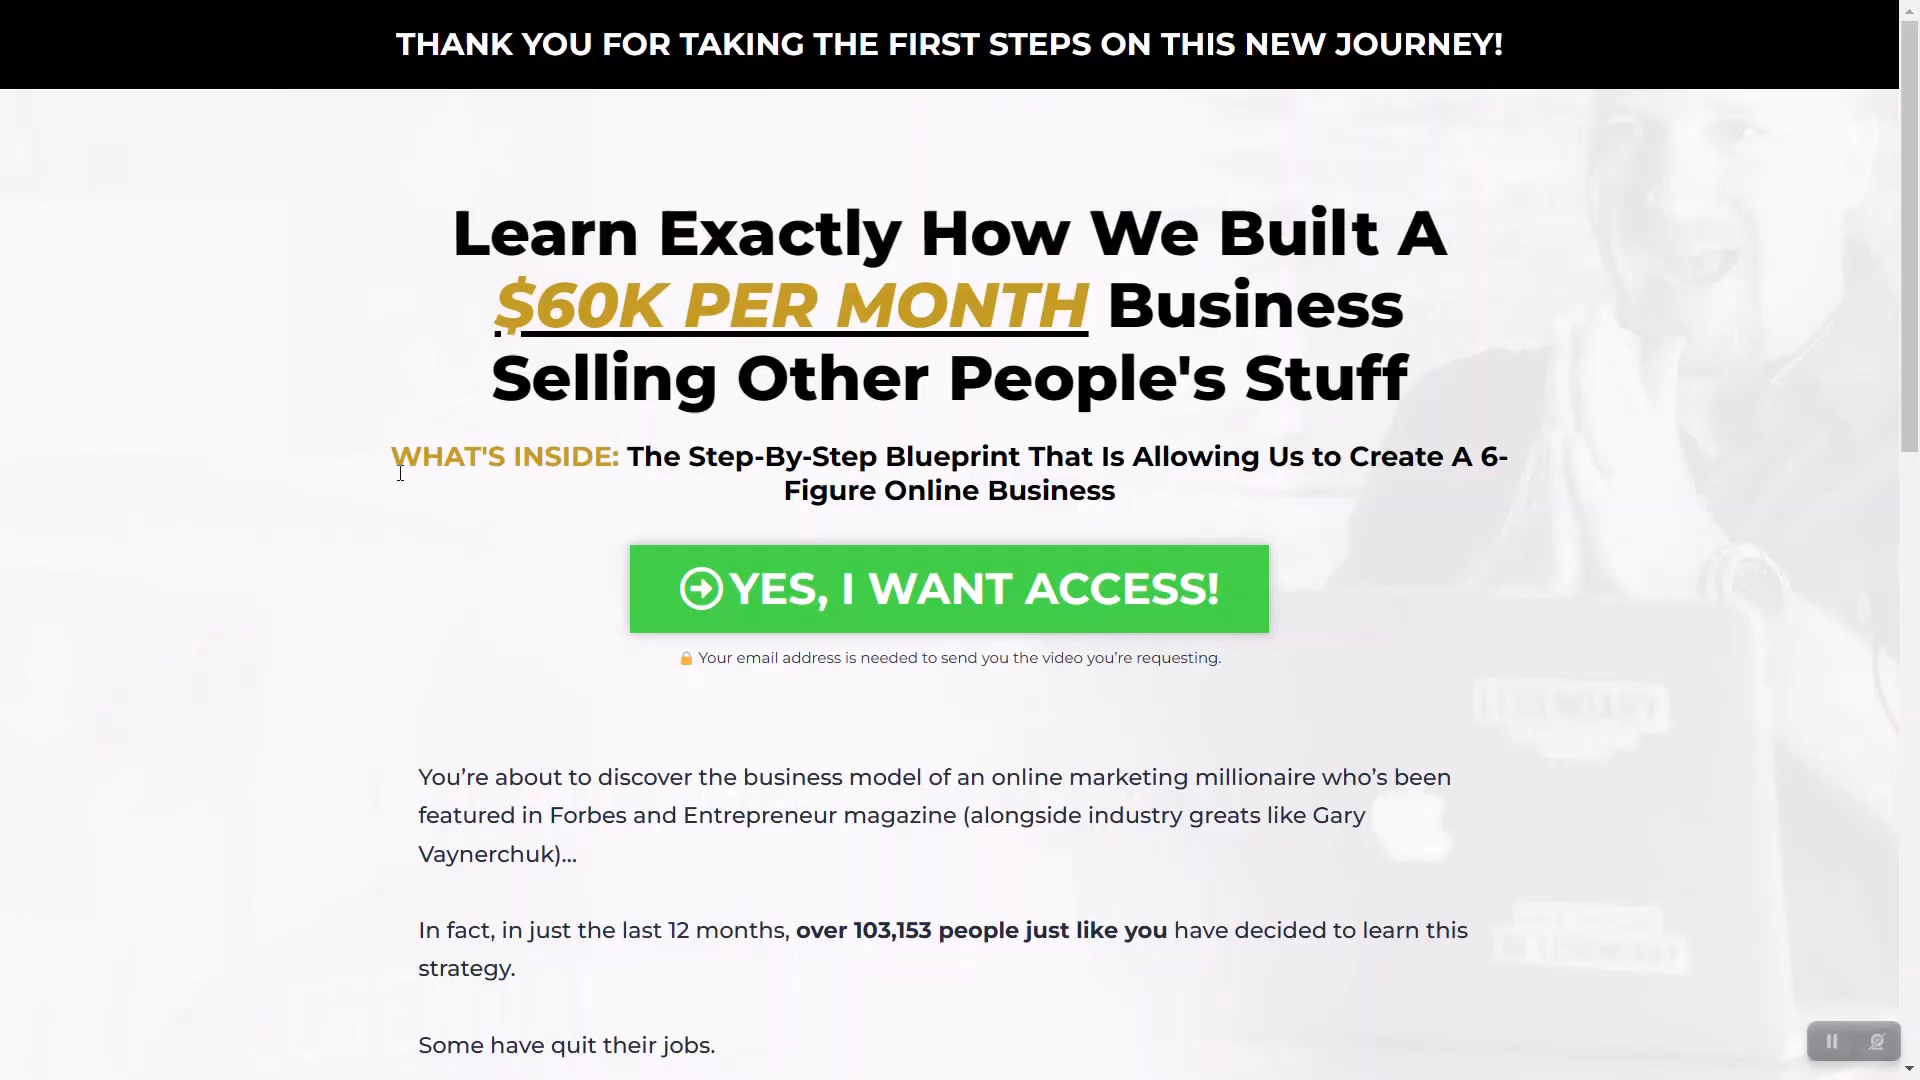 THANK YOU FOR TAKING THE FIRST STEPS ON THIS NEW JOURNEY!
Learn Exactly How We Built A
$60K PER MONTH Business
Selling Other People's Stuff
WHAT'S INSIDE: The Step-By-Step Blueprint That Is Allowing Us to Create A 6-
Figure Online Business
YES, I WANT ACCESS!
Your email address is needed to send you the video you’re requesting.
You’re about to discover the business model of an online marketing millionaire who’s been
featured in Forbes and Entrepreneur magazine (alongside industry greats like Gary
Vaynerchuk)…
In fact, in just the last 12 months, over 103,153 people just like you have decided to learn this
strategy.
Some have quit their jobs.